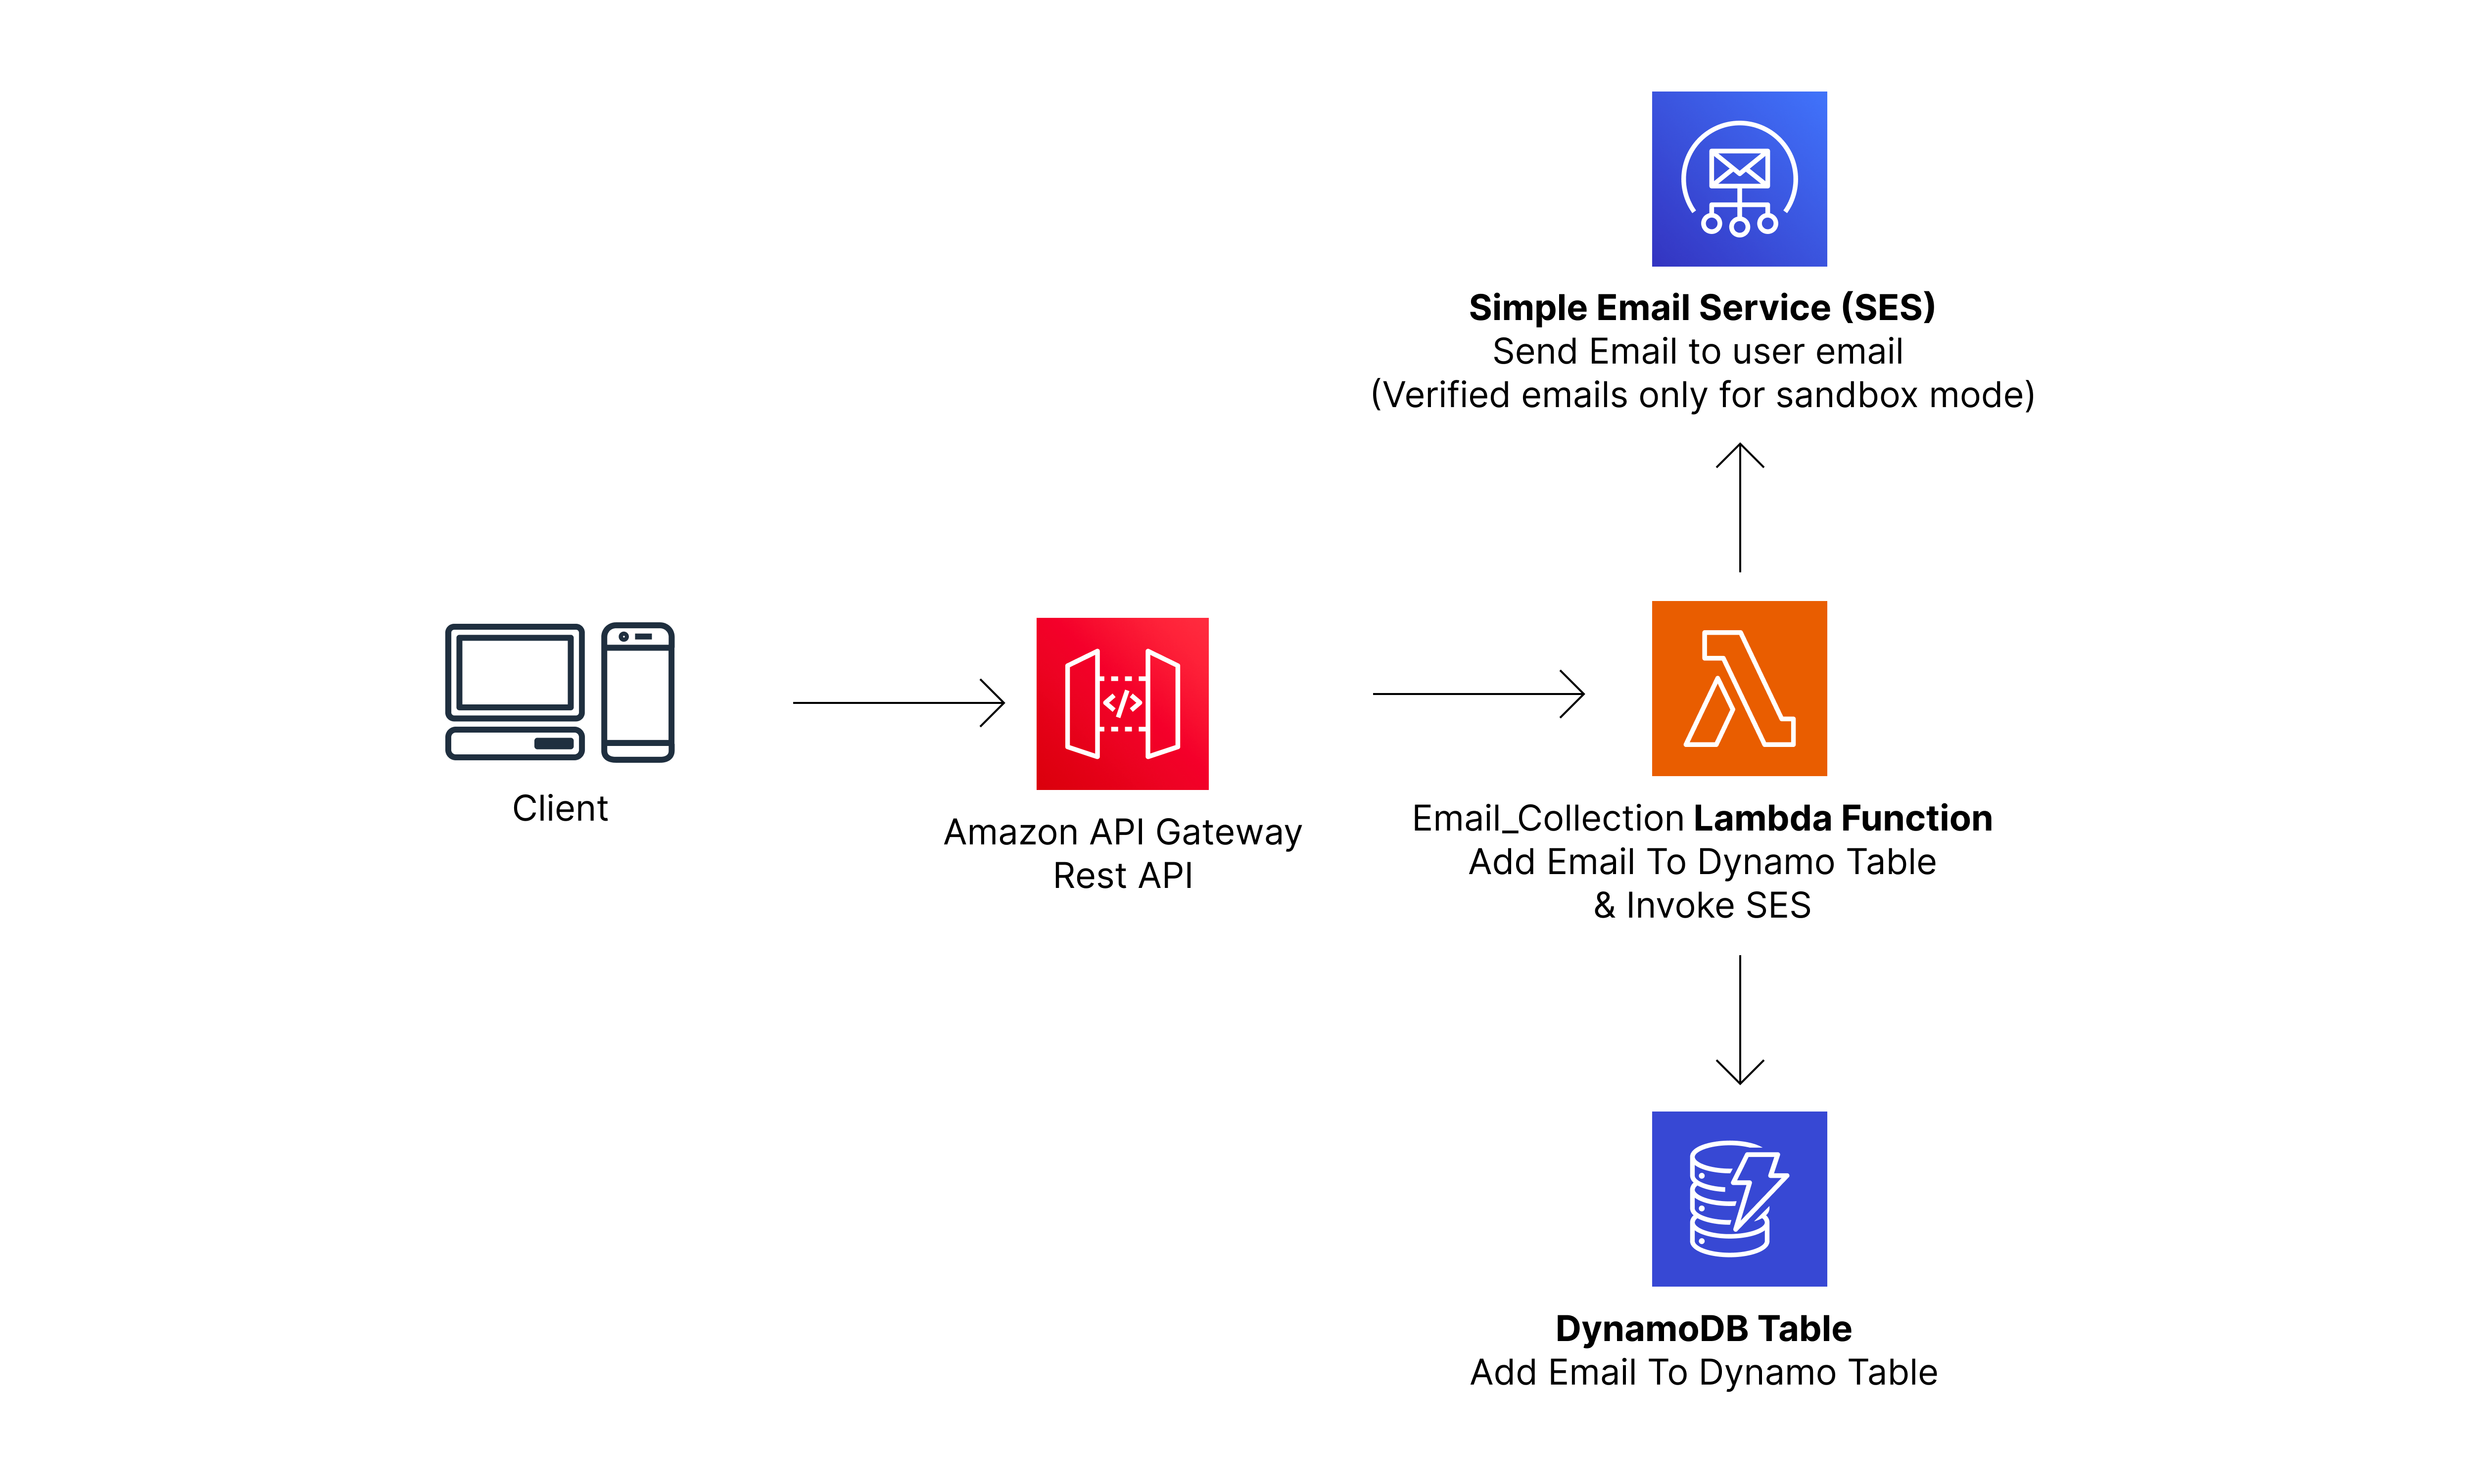 Simple Email Service (SES)
Send Email to user email
(Verified emails only for sandbox mode)
Client
Amazon API Gateway
Rest API
Email_Collection Lambda Function
Add Email To Dynamo Table
& Invoke SES
DynamoDB Table
Add Email To Dynamo Table